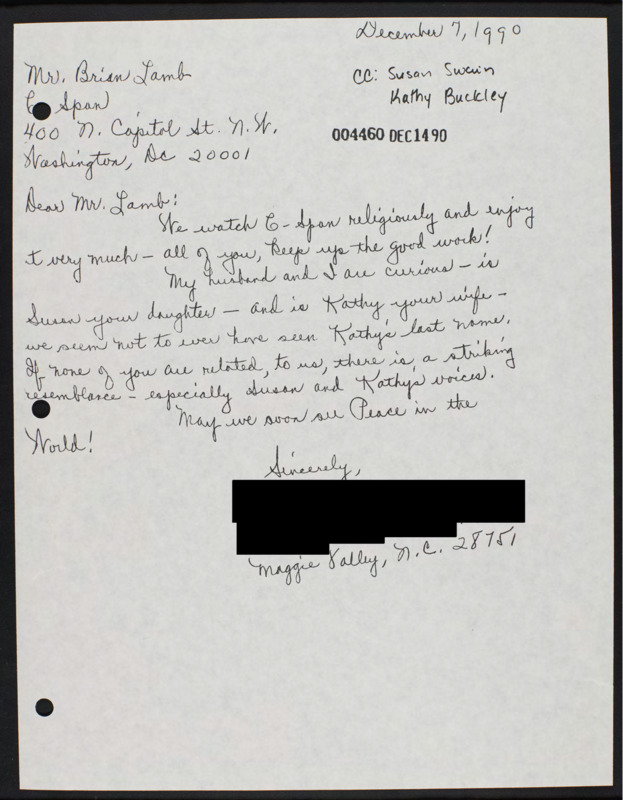 December 7, 1990
Mr. Brian Lamb
CC: Susan Swain
Kathy Buckley
C Span
400 N. Capitol St. N.W.
004460 DEC1490
Washington, Dc 20001
Dear Mr. Lamb:
We watch C-Span religiously and enjoy
it very much — all of you, keep up the good work!
My husband and I are curious — is
Susan your daughter — and is Kathy your wife —
we seem not to ever have seen Kathy's last name.
If none of you are related, to us, there is a striking
resemblance — especially Susan and Kathy's voices.
May we soon see Peace in the
World!
Sincerely,
Maggie Valley, N.C. 28751